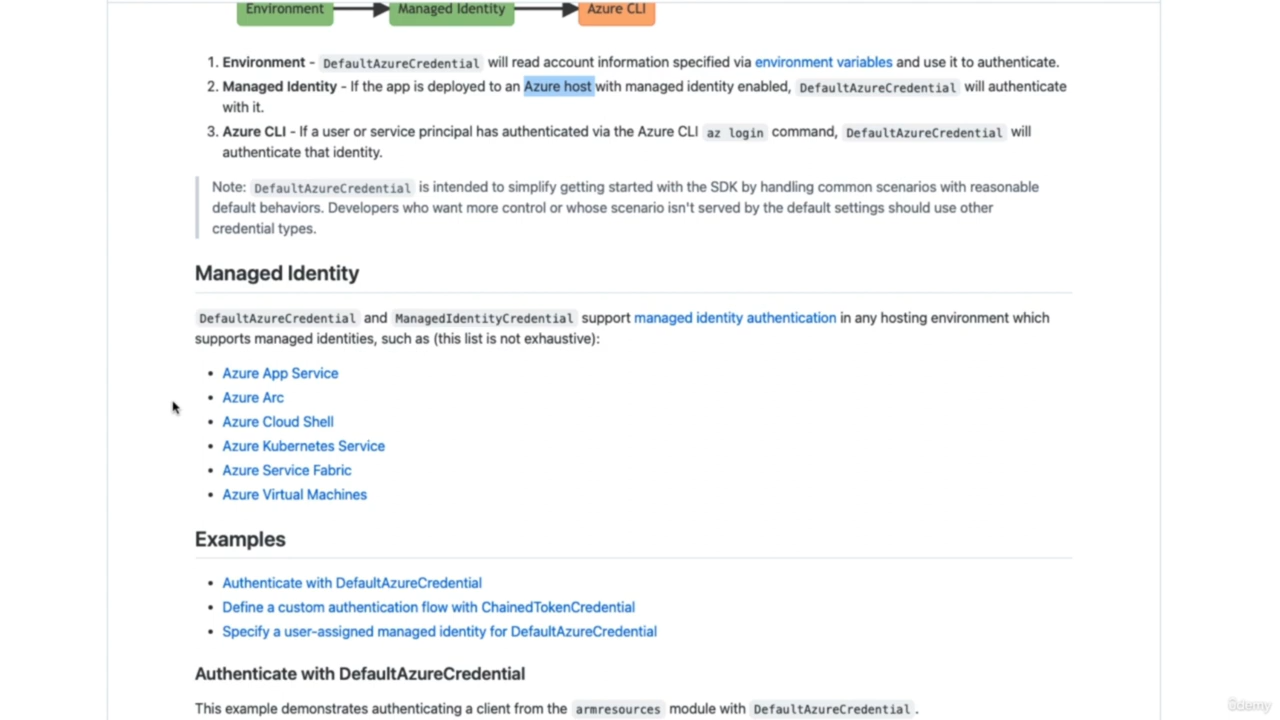 Environment Managed Identity Azure CLI
1. Environment - DefaultAzureCredential will read account information specified via environment variables and use it to authenticate.
2. Managed Identity - If the app is deployed to an Azure host with managed identity enabled, DefaultAzureCredential will authenticate
with it.
3. Azure CLI - If a user or service principal has authenticated via the Azure CLI az login command, DefaultAzureCredential will
authenticate that identity.
Note: DefaultAzureCredential is intended to simplify getting started with the SDK by handling common scenarios with reasonable
default behaviors. Developers who want more control or whose scenario isn't served by the default settings should use other
credential types.
Managed Identity
DefaultAzureCredential and ManagedIdentityCredential support managed identity authentication in any hosting environment which
supports managed identities, such as (this list is not exhaustive):
• Azure App Service
• Azure Arc
• Azure Cloud Shell
• Azure Kubernetes Service
• Azure Service Fabric
• Azure Virtual Machines
Examples
• Authenticate with DefaultAzureCredential
• Define a custom authentication flow with ChainedTokenCredential
• Specify a user-assigned managed identity for DefaultAzureCredential
Authenticate with DefaultAzureCredential
This example demonstrates authenticating a client from the armresources module with DefaultAzureCredential.
ûdemy